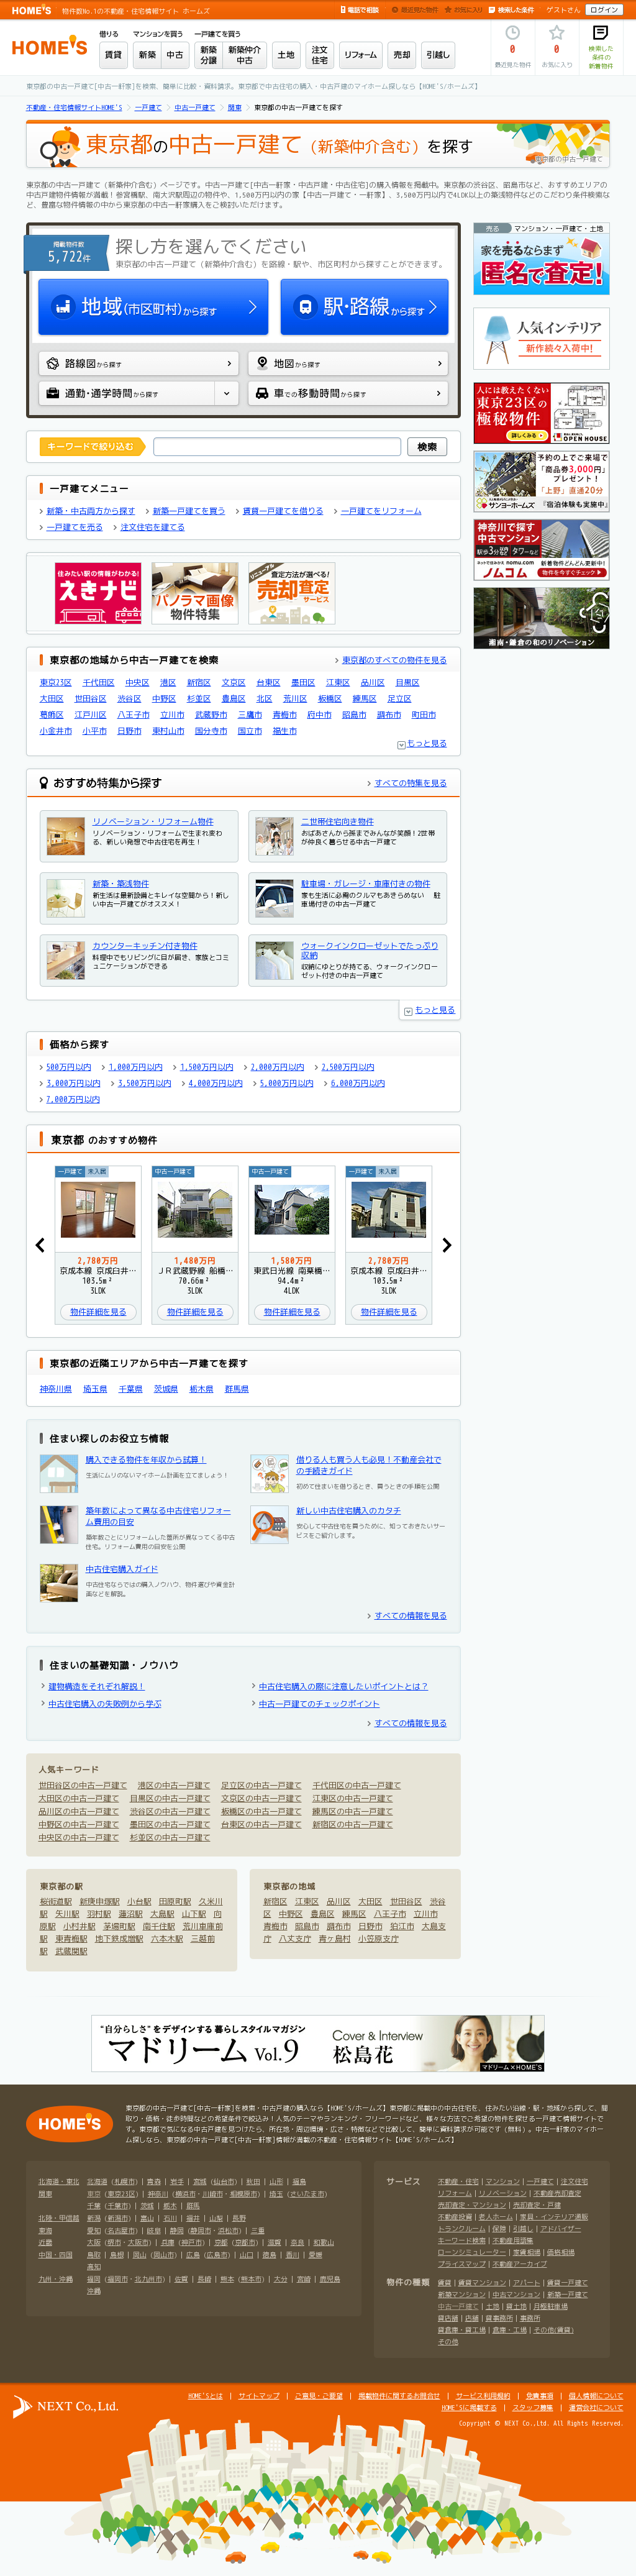 HOME'S 物件数No.1の不動産・住宅情報サイト ホームズ
電話で相談 最近見た物件 お気に入り 検索した条件 ゲストさん ログイン
HOME'S
借りる マンションを買う 一戸建てを買う
賃貸 新築 中古 新築分譲 新築仲介中古 土地 注文住宅 リフォーム 売却 引越し
0 最近見た物件
0 お気に入り
検索した条件の新着物件
東京都の中古一戸建て[中古一軒家]を検索、簡単に比較・資料請求。東京都で中古住宅の購入・中古戸建のマイホーム探しなら【HOME'S/ホームズ】
不動産・住宅情報サイトHOME'S 一戸建て 中古一戸建て 関東 東京都の中古一戸建てを探す
東京都の中古一戸建て（新築仲介含む）を探す
東京都の中古一戸建て
東京都の中古一戸建て（新築仲介含む）ページです。中古一戸建て[中古一軒家・中古戸建・中古住宅]の購入情報を掲載中。東京都の渋谷区、昭島市など、おすすめエリアの
中古戸建物件情報が満載！参宮橋駅、南大沢駅周辺の物件や、1,500万円以内の家【中古一戸建て・一軒家】、3,500万円以内で4LDK以上の築浅物件などのこだわり条件検索な
ど、豊富な物件情報の中から東京都の中古一軒家購入をご検討いただけます。
掲載物件数
5,722件
探し方を選んでください
東京都の中古一戸建て（新築仲介含む）を路線・駅や、市区町村から探すことができます。
地域(市区町村)から探す
駅・路線から探す
路線図から探す
地図から探す
通勤・通学時間から探す
車での移動時間から探す
キーワードで絞り込む 検索
一戸建てメニュー
新築・中古両方から探す 新築一戸建てを買う 賃貸一戸建てを借りる 一戸建てをリフォーム
一戸建てを売る 注文住宅を建てる
住みたい駅の情報がわかる！
えきナビ
パノラマ画像
物件特集
リニューアル 査定方法が選べる！
売却査定
サービス
東京都の地域から中古一戸建てを検索
東京都のすべての物件を見る
東京23区 千代田区 中央区 港区 新宿区 文京区 台東区 墨田区 江東区 品川区 目黒区
大田区 世田谷区 渋谷区 中野区 杉並区 豊島区 北区 荒川区 板橋区 練馬区 足立区
葛飾区 江戸川区 八王子市 立川市 武蔵野市 三鷹市 青梅市 府中市 昭島市 調布市 町田市
小金井市 小平市 日野市 東村山市 国分寺市 国立市 福生市
もっと見る
おすすめ特集から探す
すべての特集を見る
リノベーション・リフォーム物件
リノベーション・リフォームで生まれ変わる、新しい発想で中古住宅を再生！
二世帯住宅向き物件
おばあさんから孫までみんなが笑顔！2世帯が仲良く暮らせる中古一戸建て
新築・築浅物件
新生活は最新設備とキレイな空間から！新しい中古一戸建てがオススメ！
駐車場・ガレージ・車庫付きの物件
家も生活に必需のクルマもあきらめない 駐車場付きの中古一戸建て
カウンターキッチン付き物件
料理中でもリビングに目が届き、家族とコミュニケーションができる
ウォークインクローゼットでたっぷり収納
収納にゆとりが持てる、ウォークインクローゼット付きの中古一戸建て
もっと見る
価格から探す
500万円以内 1,000万円以内 1,500万円以内 2,000万円以内 2,500万円以内
3,000万円以内 3,500万円以内 4,000万円以内 5,000万円以内 6,000万円以内
7,000万円以内
東京都 のおすすめ物件
一戸建て 未入居
2,780万円
京成本線 京成臼井…
103.5m²
3LDK
物件詳細を見る
中古一戸建て
1,480万円
ＪＲ武蔵野線 船橋…
70.66m²
3LDK
物件詳細を見る
中古一戸建て
1,580万円
東武日光線 南栗橋…
94.4m²
4LDK
物件詳細を見る
一戸建て 未入居
2,780万円
京成本線 京成臼井…
103.5m²
3LDK
物件詳細を見る
東京都の近隣エリアから中古一戸建てを探す
神奈川県 埼玉県 千葉県 茨城県 栃木県 群馬県
住まい探しのお役立ち情報
購入できる物件を年収から試算！
生活にムリのないマイホーム計画を立てましょう！
借りる人も買う人も必見！不動産会社での手続きガイド
初めて住まいを借りるとき、買うときの手順を公開
築年数によって異なる中古住宅リフォーム費用の目安
築年数ごとにリフォームした箇所が異なってくる中古住宅。リフォーム費用の目安を公開
新しい中古住宅購入のカタチ
安心して中古住宅を買うために、知っておきたいサービスをご紹介します。
中古住宅購入ガイド
中古住宅ならではの購入ノウハウ、物件選びや資金計画などを解説。
すべての情報を見る
住まいの基礎知識・ノウハウ
建物構造をそれぞれ解説！ 中古住宅購入の際に注意したいポイントとは？
中古住宅購入の失敗例から学ぶ 中古一戸建てのチェックポイント
すべての情報を見る
人気キーワード
世田谷区の中古一戸建て 港区の中古一戸建て 足立区の中古一戸建て 千代田区の中古一戸建て
大田区の中古一戸建て 目黒区の中古一戸建て 文京区の中古一戸建て 江東区の中古一戸建て
品川区の中古一戸建て 渋谷区の中古一戸建て 板橋区の中古一戸建て 練馬区の中古一戸建て
中野区の中古一戸建て 墨田区の中古一戸建て 台東区の中古一戸建て 新宿区の中古一戸建て
中央区の中古一戸建て 杉並区の中古一戸建て
東京都の駅
桜街道駅 新庚申塚駅 小台駅 田原町駅 久米川駅 矢川駅 羽村駅 蓮沼駅 大鳥駅 山下駅 向原駅 小村井駅 茅場町駅 南千住駅 荒川車庫前駅 東青梅駅 地下鉄成増駅 六本木駅 三越前駅 武蔵関駅
東京都の地域
新宿区 江東区 品川区 大田区 世田谷区 渋谷区 中野区 豊島区 練馬区 八王子市 立川市
青梅市 昭島市 調布市 日野市 狛江市 大島支庁 八丈支庁 青ヶ島村 小笠原支庁
売る マンション・一戸建て・土地
家を売るならまず
匿名で査定！
人気インテリア
新作続々入荷中！
人には教えたくない
東京23区の
極秘物件
詳しくみる
OPEN HOUSE
予約の上でご来場で
「商品券3,000円」
プレゼント！
「上野」直通20分
サンヨーホームズ
『宿泊体験も実施中』
神奈川で探す
中古マンション
駅歩3分 タワーなど
ノムコム
新着物件どんどん更新中！
物件を今すぐチェック
湘南・鎌倉の和のリノベーション
"自分らしさ"をデザインする暮らしスタイルマガジン
マドリーム Vol.9
Cover & Interview
松島花
マドリーム×HOME'S
HOME'S
東京都の中古一戸建て[中古一軒家]を検索・中古戸建の購入なら【HOME'S/ホームズ】東京都に掲載中の中古住宅を、住みたい沿線・駅・地域から探して、間
取り・価格・徒歩時間などの希望条件で絞込み！人気のテーマやランキング・フリーワードなど、様々な方法でご希望の物件を探せる一戸建て情報サイトで
す。東京都で気になる中古戸建を見つけたら、所在地・周辺環境・広さ・特徴などで比較して、簡単に資料請求が可能です（無料）。中古一軒家のマイホー
ム探しなら、東京都の中古一戸建て[中古一軒家]情報が満載の不動産・住宅情報サイト【HOME'S/ホームズ】
北海道・東北 北海道（札幌市）| 青森 | 岩手 | 宮城（仙台市）| 秋田 | 山形 | 福島
関東 東京（東京23区）| 神奈川（横浜市・川崎市・相模原市）| 埼玉（さいたま市）
千葉（千葉市）| 茨城 | 栃木 | 群馬
北陸・甲信越 新潟（新潟市）| 富山 | 石川 | 福井 | 山梨 | 長野
東海 愛知（名古屋市）| 岐阜 | 静岡（静岡市・浜松市）| 三重
近畿 大阪（堺市・大阪市）| 兵庫（神戸市）| 京都（京都市）| 滋賀 | 奈良 | 和歌山
中国・四国 鳥取 | 島根 | 岡山（岡山市）| 広島（広島市）| 山口 | 徳島 | 香川 | 愛媛
高知
九州・沖縄 福岡（福岡市・北九州市）| 佐賀 | 長崎 | 熊本（熊本市）| 大分 | 宮崎 | 鹿児島
沖縄
サービス 不動産・住宅 | マンション | 一戸建て | 注文住宅
リフォーム | リノベーション | 不動産売却査定
売却査定・マンション | 売却査定・戸建
不動産投資 | 老人ホーム | 家具・インテリア通販
トランクルーム | 保険 | 引越し | アドバイザー
キーワード検索 | 不動産用語集
ローンシミュレーター | 家賃相場 | 価格相場
プライスマップ | 不動産アーカイブ
物件の種類 賃貸 | 賃貸マンション | アパート | 賃貸一戸建て
新築マンション | 中古マンション | 新築一戸建て
中古一戸建て | 土地 | 貸土地 | 月極駐車場
貸店舗 | 店舗 | 貸事務所 | 事務所
貸倉庫・貸工場 | 倉庫・工場 | その他(賃貸)
その他
NEXT Co.,Ltd.
HOME'Sとは | サイトマップ | ご意見・ご要望 | 掲載物件に関するお問合せ | サービス利用規約 | 免責事項 | 個人情報について
HOME'Sに掲載する | スタッフ募集 | 運営会社について
Copyright © NEXT Co.,Ltd. All Rights Reserved.